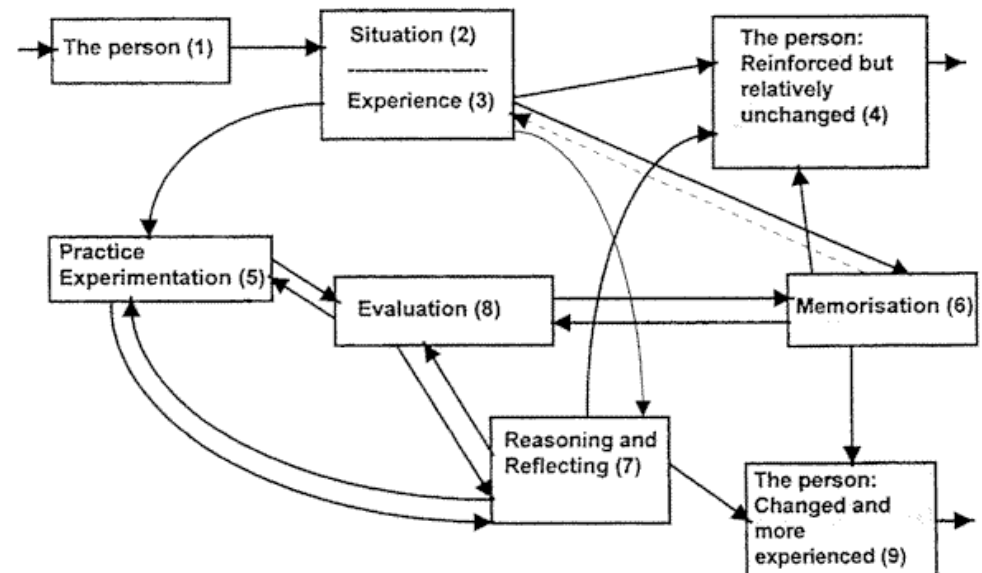 The person (1)
Situation (2)
Experience (3)
The person:
Reinforced but
relatively
unchanged (4)
Practice
Experimentation (5)
Evaluation (8)
Memorisation (6)
Reasoning and
Reflecting (7)
The person:
Changed and
more
experienced (9)